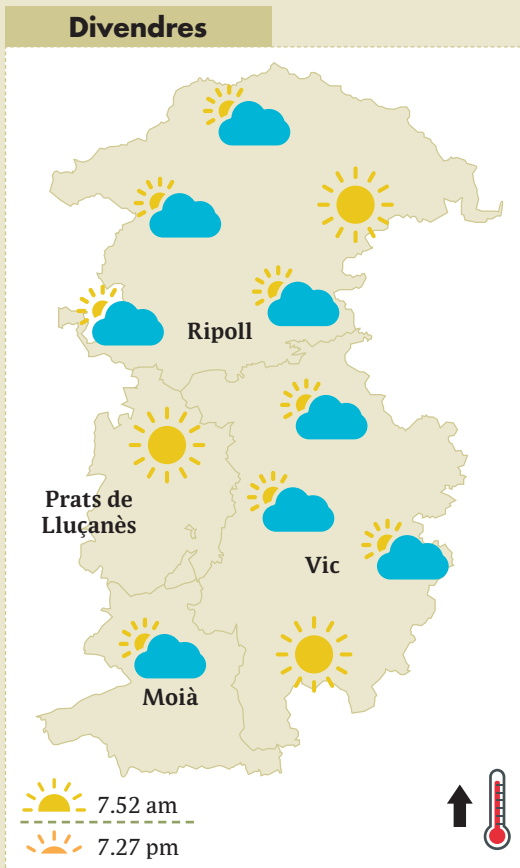 Divendres
Ripoll
Prats de
Lluçanès
Vic
Moià
7.52 am
7.27 pm